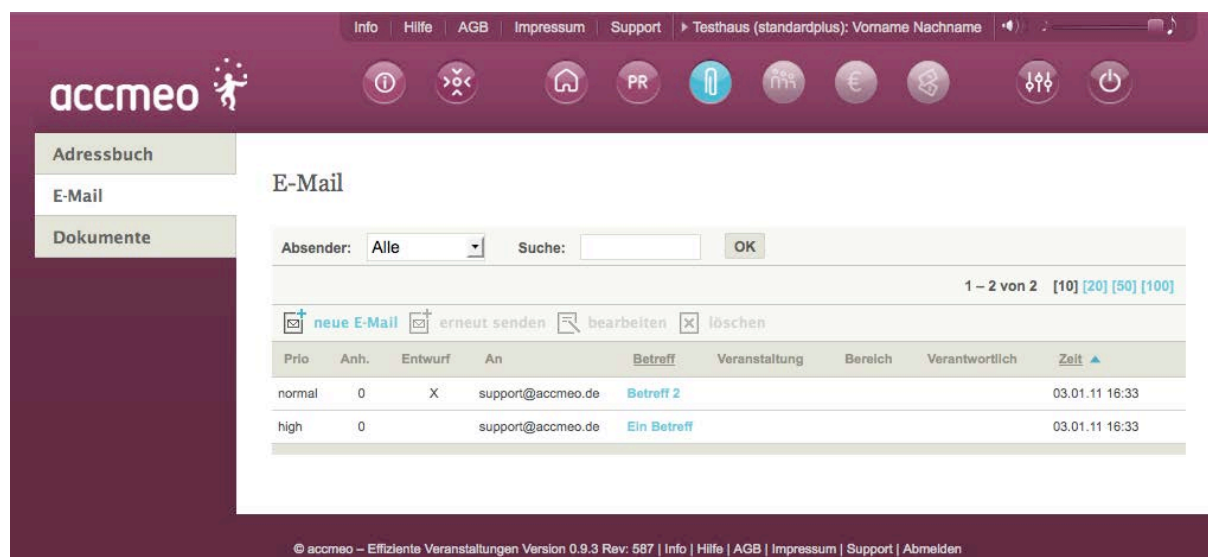 Info | Hilfe | AGB | Impressum | Support | Testhaus (standardplus): Vorname Nachname
accmeo
PR
€
Adressbuch
E-Mail
Dokumente
E-Mail
Absender: Alle Suche: OK
1 – 2 von 2 [10] [20] [50] [100]
neue E-Mail erneut senden bearbeiten löschen
Prio Anh. Entwurf An Betreff Veranstaltung Bereich Verantwortlich Zeit
normal 0 X support@accmeo.de Betreff 2 03.01.11 16:33
high 0 support@accmeo.de Ein Betreff 03.01.11 16:33
© accmeo – Effiziente Veranstaltungen Version 0.9.3 Rev: 587 | Info | Hilfe | AGB | Impressum | Support | Abmelden